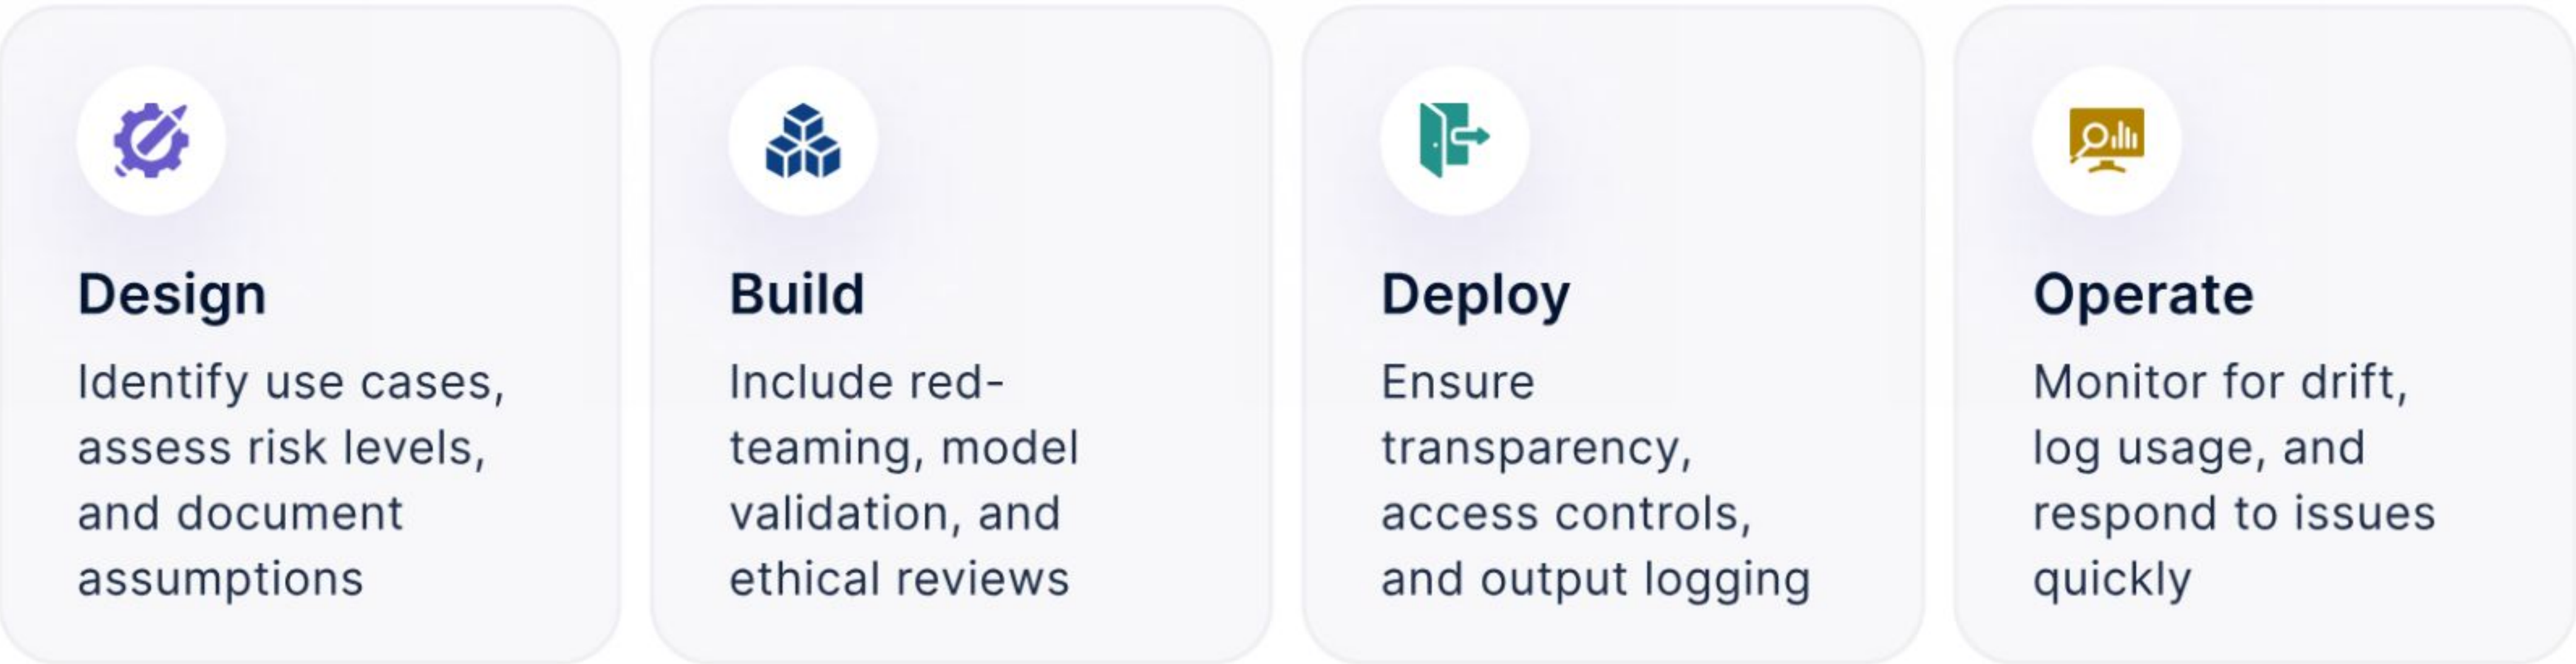 Design
Identify use cases,
assess risk levels,
and document
assumptions
Build
Include red-
teaming, model
validation, and
ethical reviews
Deploy
Ensure
transparency,
access controls,
and output logging
Operate
Monitor for drift,
log usage, and
respond to issues
quickly